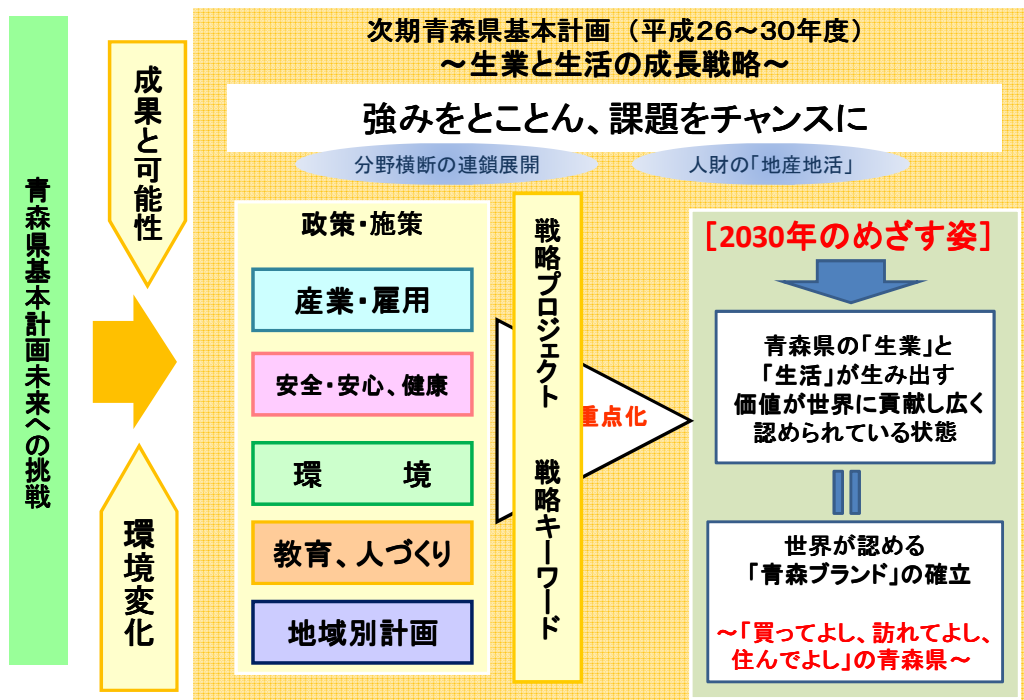 青森県基本計画未来への挑戦
成果と可能性
環境変化
次期青森県基本計画（平成26～30年度）
～生業と生活の成長戦略～
強みをとことん、課題をチャンスに
分野横断の連鎖展開
人財の「地産地活」
政策・施策
産業・雇用
安全・安心、健康
環　　境
教育、人づくり
地域別計画
戦略プロジェクト　戦略キーワード
重点化
［2030年のめざす姿］
青森県の「生業」と
「生活」が生み出す
価値が世界に貢献し広く
認められている状態
世界が認める
「青森ブランド」の確立
～「買ってよし、訪れてよし、
住んでよし」の青森県～